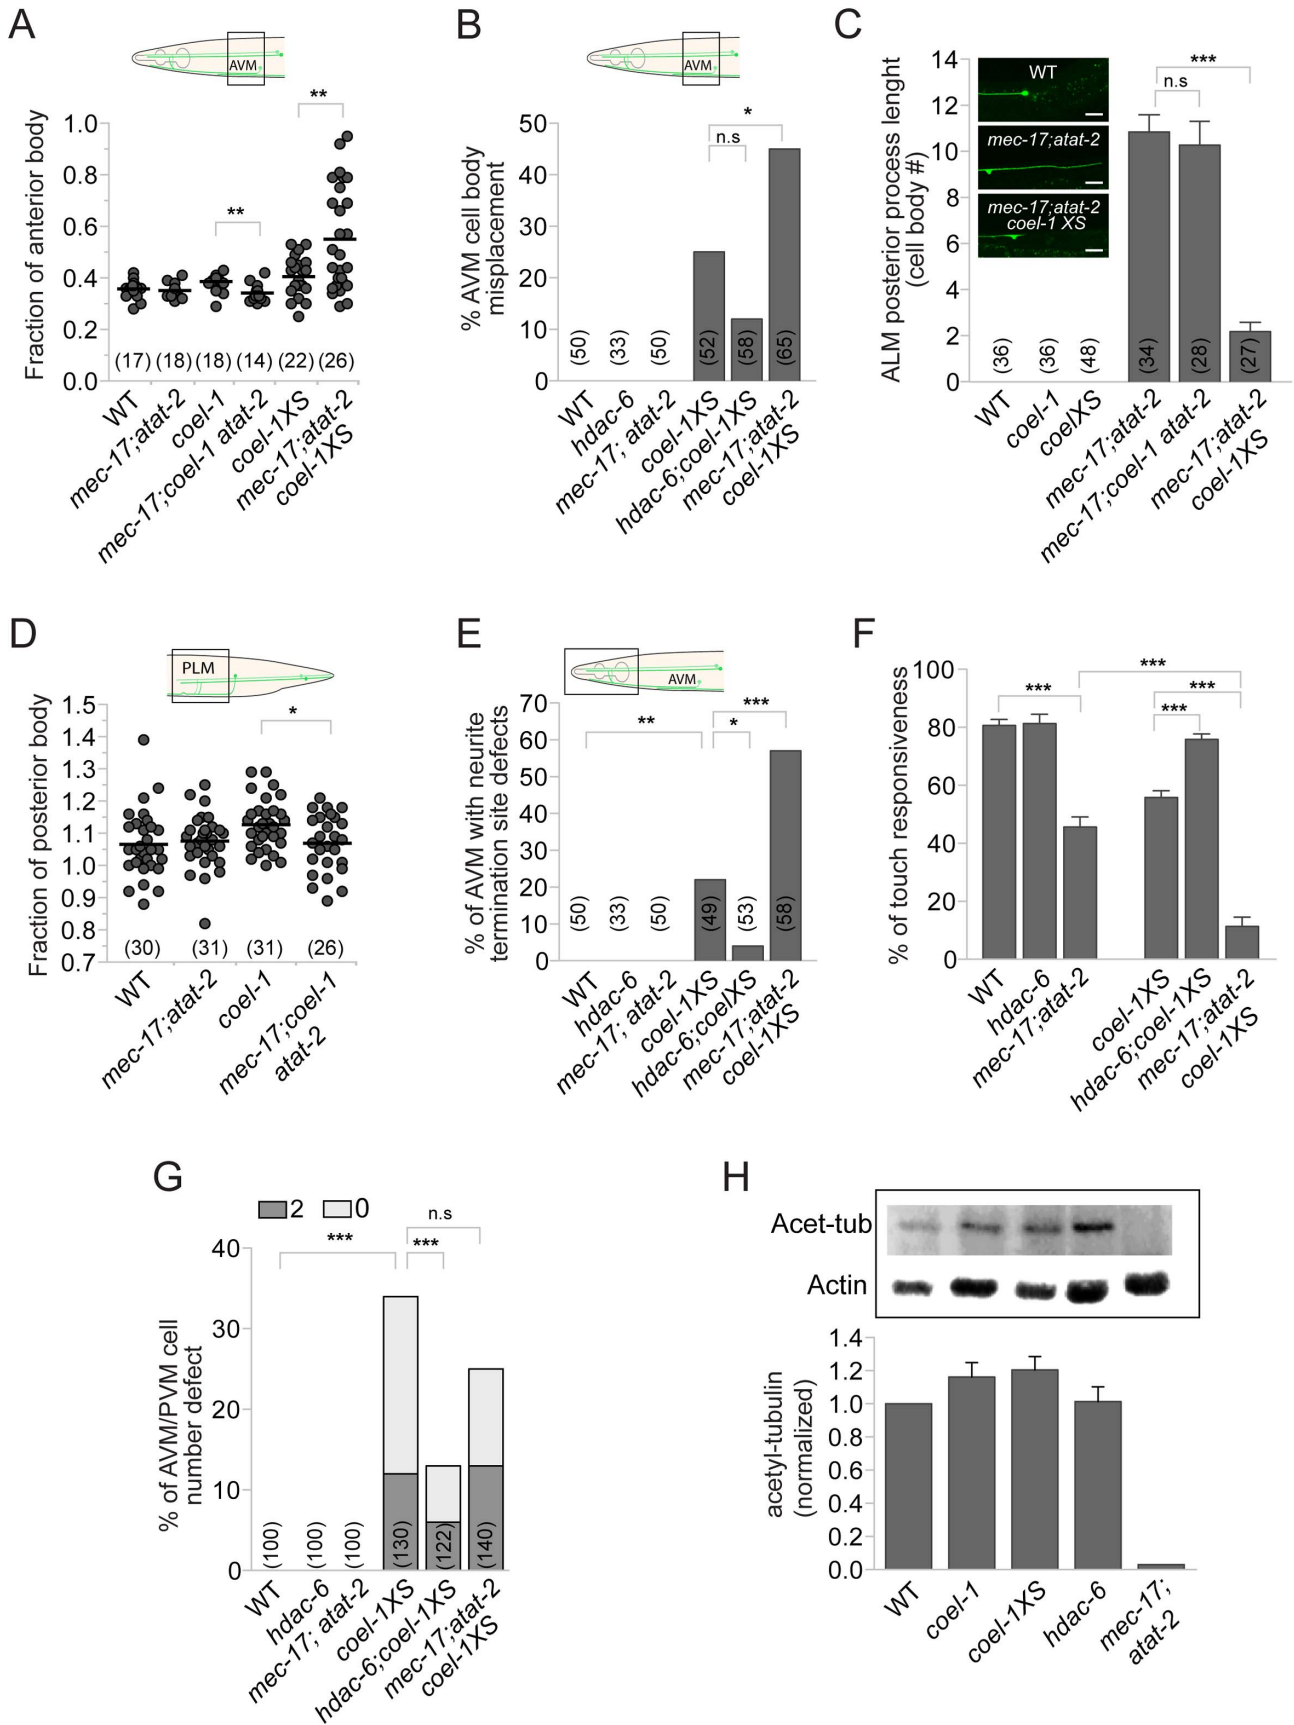 A
AVM
**
**
Fraction of anterior body
1.0
0.8
0.6
0.4
0.2
0.0
(17) (18) (18) (14) (22) (26)
WT
mec-17;atat-2
coel-1
mec-17;coel-1 atat-2
coel-1XS
mec-17;atat-2
coel-1XS
B
AVM
*
n.s
% AVM cell body
misplacement
50
40
30
20
10
0
(50) (33) (50) (52) (58) (65)
WT
hdac-6
mec-17; atat-2
coel-1XS
hdac-6;coel-1XS
mec-17;atat-2
coel-1XS
C
WT
mec-17;atat-2
mec-17;atat-2
coel-1 XS
***
n.s
ALM posterior process lenght
(cell body #)
14
12
10
8
6
4
2
0
(36) (36) (48) (34) (28) (27)
WT
coel-1
coelXS
mec-17;atat-2
mec-17;coel-1 atat-2
mec-17;atat-2
coel-1XS
D
PLM
*
Fraction of posterior body
1.5
1.4
1.3
1.2
1.1
1.0
0.9
0.8
0.7
(30) (31) (31) (26)
WT
mec-17;atat-2
coel-1
mec-17;coel-1
atat-2
E
AVM
***
**
*
% of AVM with neurite
termination site defects
70
60
50
40
30
20
10
0
(50) (33) (50) (49) (53) (58)
WT
hdac-6
mec-17; atat-2
coel-1XS
hdac-6;coelXS
mec-17;atat-2
coel-1XS
F
***
***
***
***
% of touch responsiveness
100
80
60
40
20
0
WT
hdac-6
mec-17;atat-2
coel-1XS
hdac-6;coel-1XS
mec-17;atat-2
coel-1XS
G
2 0
n.s
***
***
% of AVM/PVM cell
number defect
40
30
20
10
0
(100) (100) (100) (130) (122) (140)
WT
hdac-6
mec-17; atat-2
coel-1XS
hdac-6;coel-1XS
mec-17;atat-2
coel-1XS
H
Acet-tub
Actin
acetyl-tubulin
(normalized)
1.4
1.2
1.0
0.8
0.6
0.4
0.2
0.0
WT
coel-1
coel-1XS
hdac-6
mec-17;
atat-2